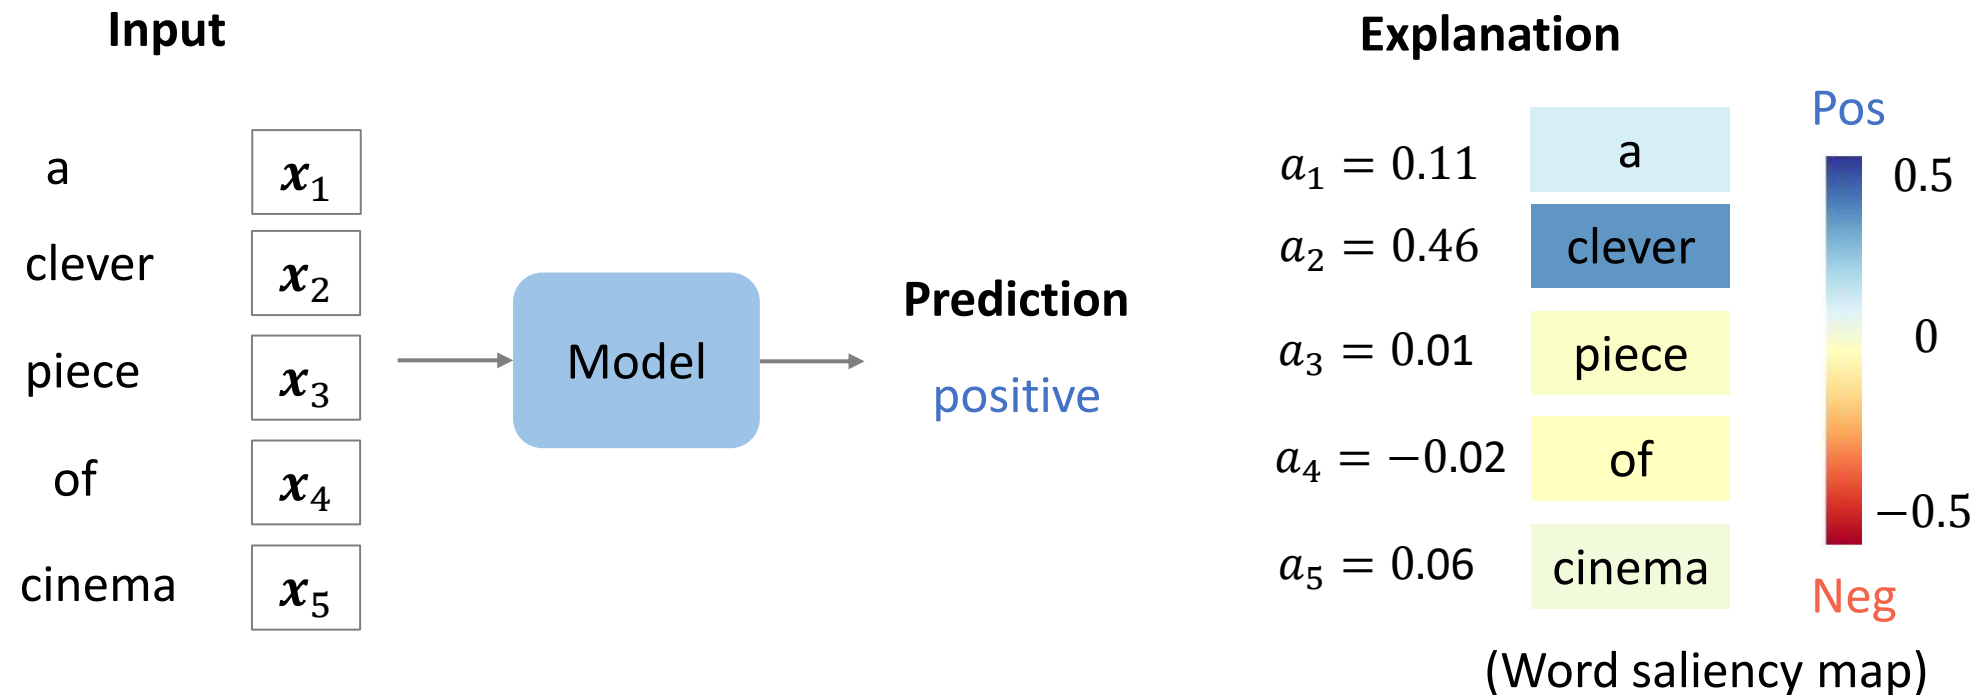 Input
a x₁
clever x₂
piece x₃
of x₄
cinema x₅
Model
Prediction
positive
Explanation
a₁ = 0.11 a
a₂ = 0.46 clever
a₃ = 0.01 piece
a₄ = −0.02 of
a₅ = 0.06 cinema
Pos
0.5
0
−0.5
Neg
(Word saliency map)